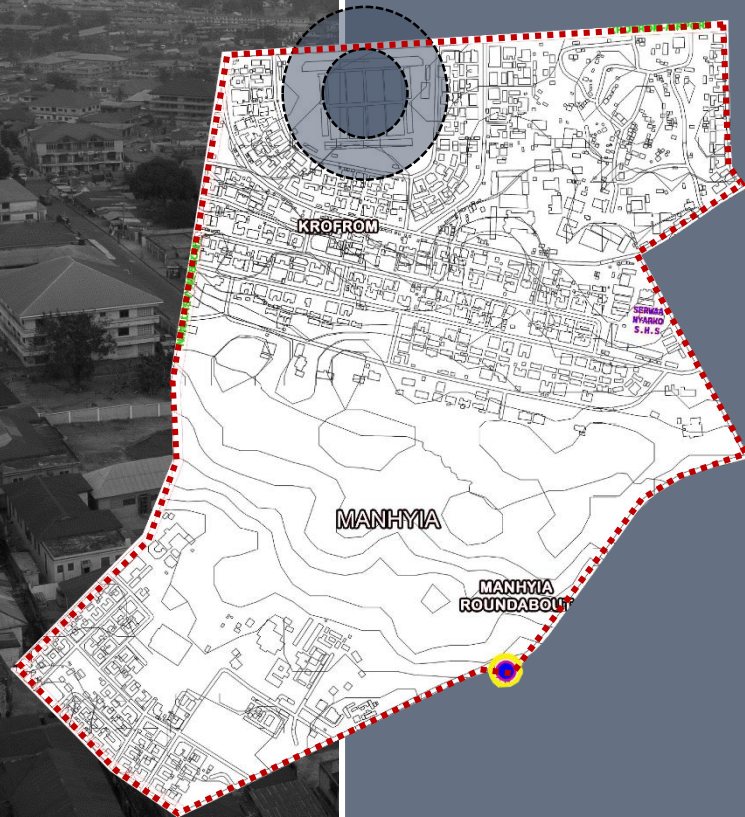 KROFROM
SERWAA
NYARKO
S.H.S
MANHYIA
MANHYIA
ROUNDABOUT